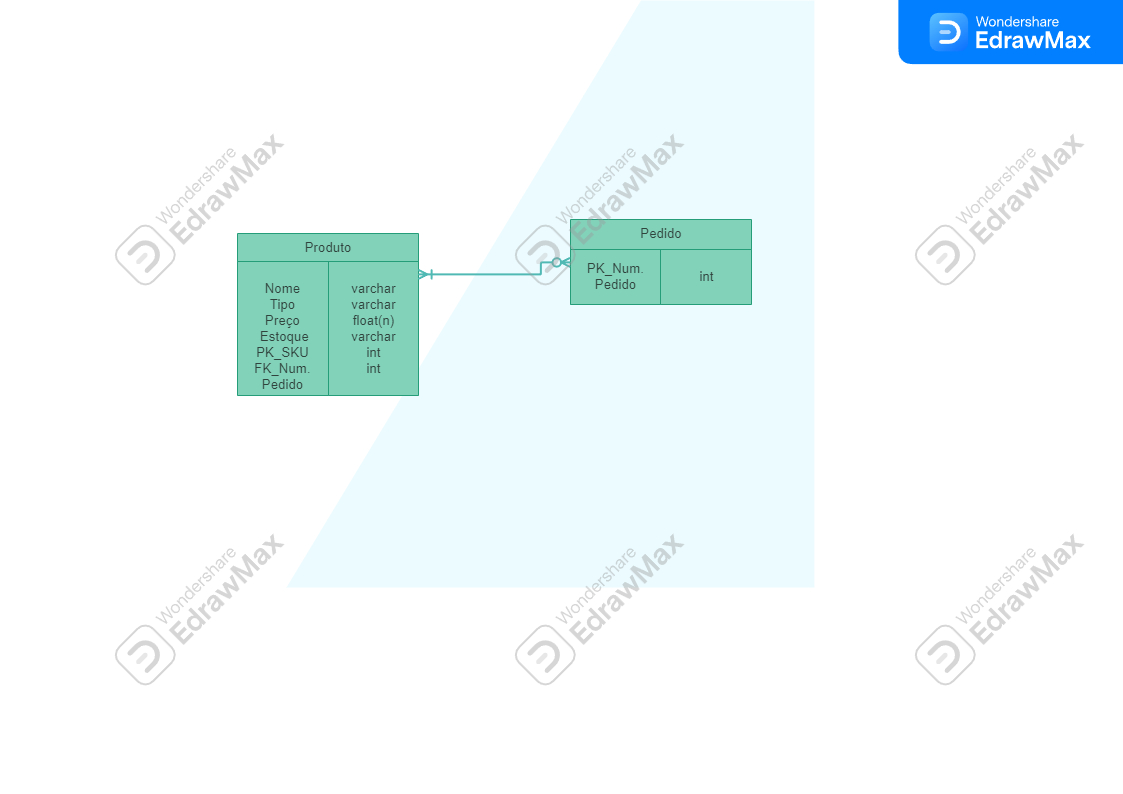 Wondershare
EdrawMax
Wondershare
EdrawMax
Wondershare
EdrawMax
Wondershare
EdrawMax
Produto
Nome varchar
Tipo varchar
Preço float(n)
Estoque varchar
PK_SKU int
FK_Num. int
Pedido
Pedido
PK_Num.
Pedido
int
Wondershare
EdrawMax
Wondershare
EdrawMax
Wondershare
EdrawMax